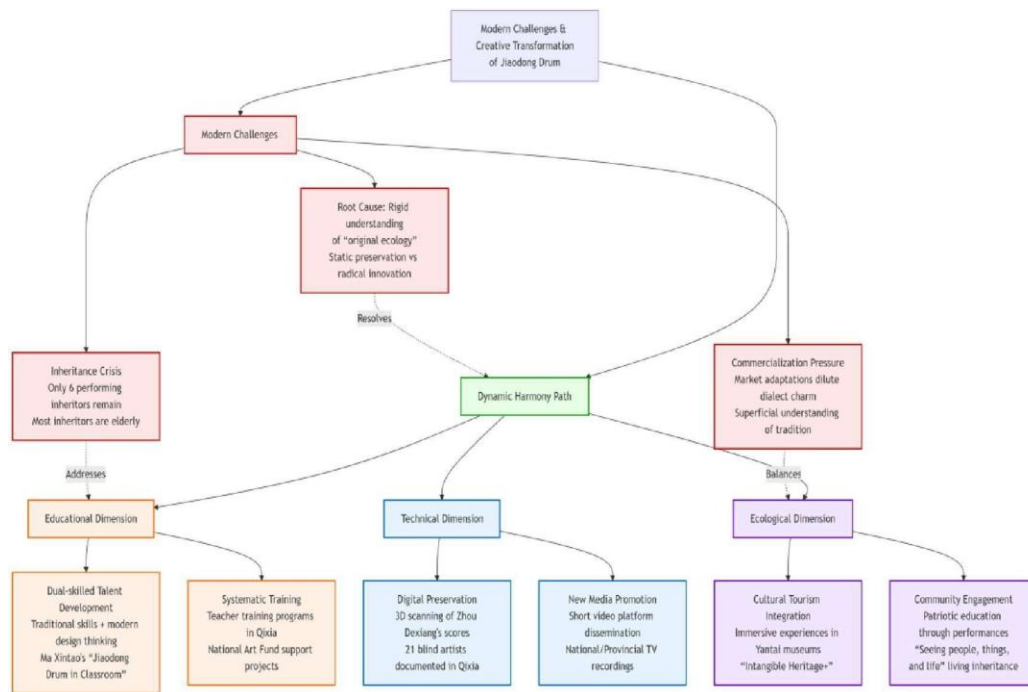 Modern Challenges &
Creative Transformation
of Jiaodong Drum
Modern Challenges
Root Cause: Rigid
understanding
of “original ecology”
Static preservation vs
radical innovation
Resolves
Inheritance Crisis
Only 6 performing
inheritors remain
Most inheritors are elderly
Dynamic Harmony Path
Commercialization Pressure
Market adaptations dilute
dialect charm
Superficial understanding
of tradition
Addresses
Balances
Educational Dimension
Technical Dimension
Ecological Dimension
Dual-skilled Talent
Development
Traditional skills + modern
design thinking
Ma Xintao's “Jiaodong
Drum in Classroom”
Systematic Training
Teacher training programs
in Qixia
National Art Fund support
projects
Digital Preservation
3D scanning of Zhou
Dexiang's scores
21 blind artists
documented in Qixia
New Media Promotion
Short video platform
dissemination
National/Provincial TV
recordings
Cultural Tourism
Integration
Immersive experiences in
Yantai museums
“Intangible Heritage+”
Community Engagement
Patriotic education
through performances
“Seeing people, things,
and life” living inheritance